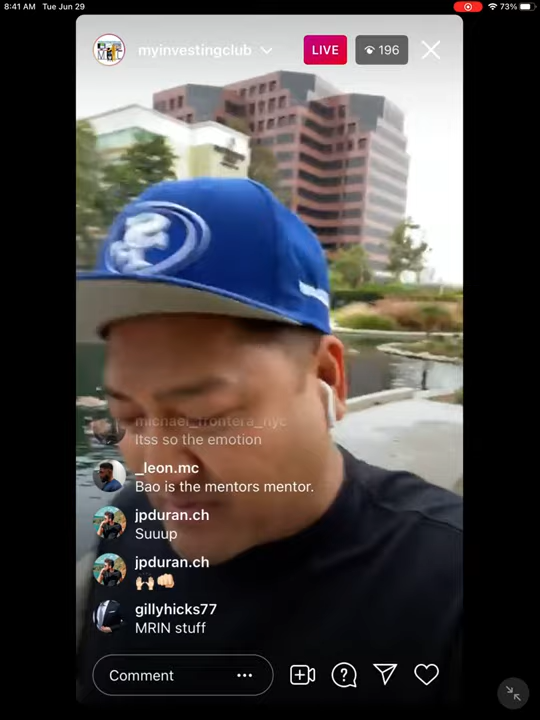 8:41 AM Tue Jun 29
73%
myinvestingclub
LIVE
196
michael_frontera_nyc
Itss so the emotion
_leon.mc
Bao is the mentors mentor.
jpduran.ch
Suuup
jpduran.ch
gillyhicks77
MRIN stuff
Comment